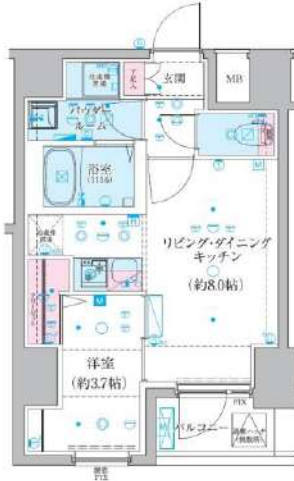 玄関
MB
パウダー
ルーム
浴室
リビング・ダイニング
キッチン
(約8.0帖)
洋室
(約3.7帖)
バルコニー
FIX
FIX